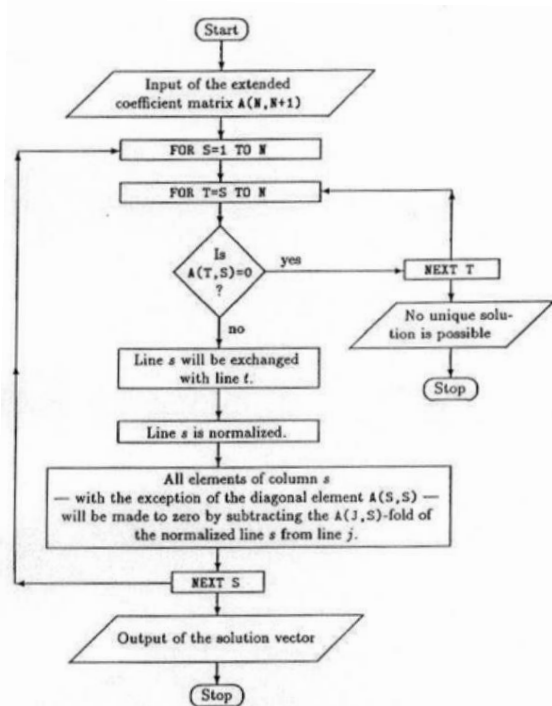 Start
Input of the extended
coefficient matrix A(N,N+1)
FOR S=1 TO N
FOR T=S TO N
Is
A(T,S)=0
?
yes
NEXT T
No unique solu-
tion is possible
Stop
no
Line s will be exchanged
with line t.
Line s is normalized.
All elements of column s
— with the exception of the diagonal element A(S,S) —
will be made to zero by subtracting the A(J,S)-fold of
the normalized line s from line j.
NEXT S
Output of the solution vector
Stop